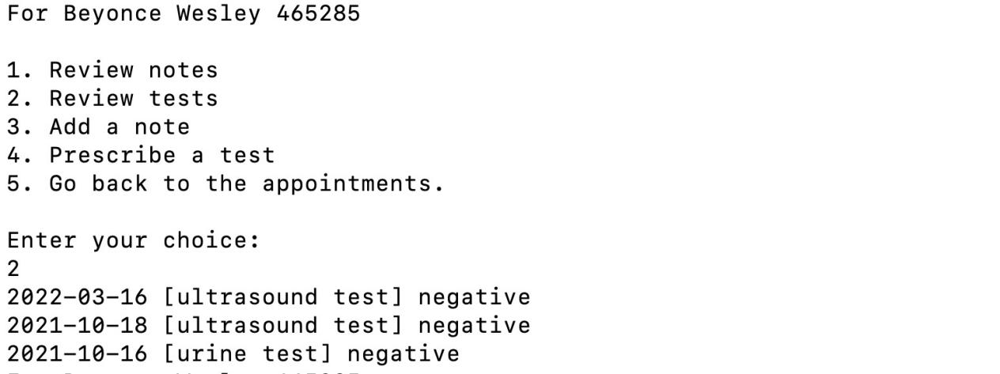 For Beyonce Wesley 465285
1. Review notes
2. Review tests
3. Add a note
4. Prescribe a test
5. Go back to the appointments.
Enter your choice:
2
2022-03-16 [ultrasound test] negative
2021-10-18 [ultrasound test] negative
2021-10-16 [urine test] negative